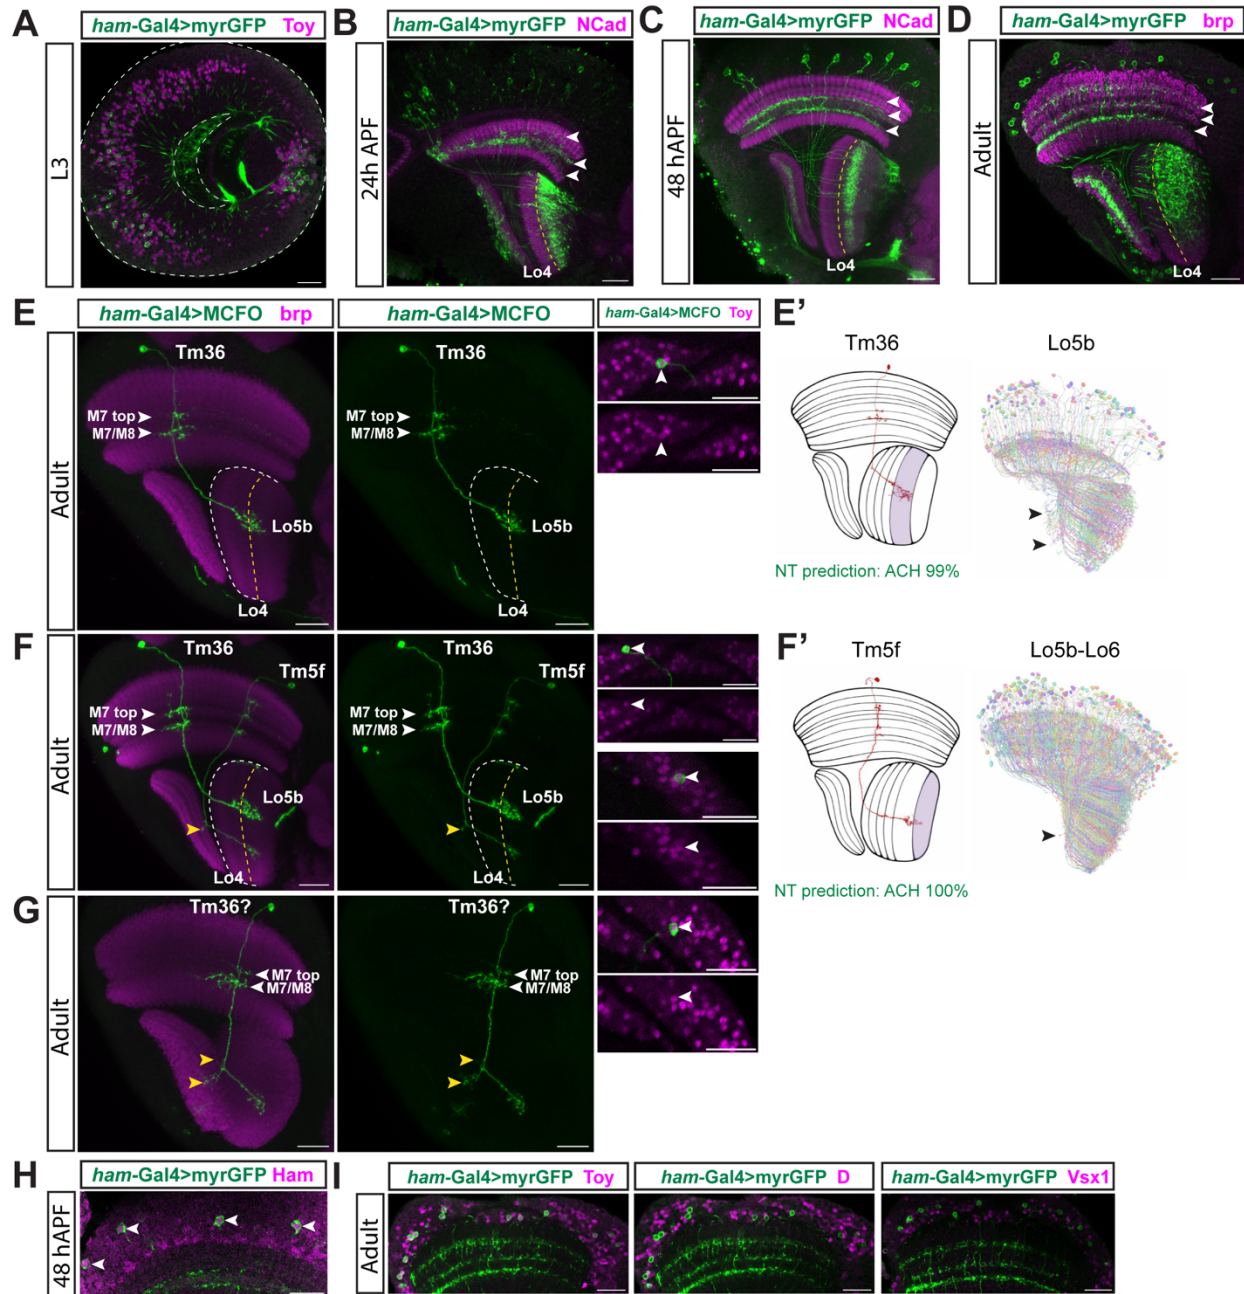 A
ham-Gal4>myrGFP Toy
L3
B
ham-Gal4>myrGFP NCad
24h APF
Lo4
C
ham-Gal4>myrGFP NCad
48 hAPF
Lo4
D
ham-Gal4>myrGFP brp
Adult
Lo4
E
ham-Gal4>MCFO brp
ham-Gal4>MCFO
ham-Gal4>MCFO Toy
Adult
Tm36
M7 top
M7/M8
Lo5b
Lo4
Tm36
M7 top
M7/M8
Lo5b
Lo4
E'
Tm36
Lo5b
NT prediction: ACH 99%
F
Adult
Tm36
Tm5f
M7 top
M7/M8
Lo5b
Lo4
Tm36
Tm5f
M7 top
M7/M8
Lo5b
Lo4
F'
Tm5f
Lo5b-Lo6
NT prediction: ACH 100%
G
Adult
Tm36?
M7 top
M7/M8
Tm36?
M7 top
M7/M8
H
ham-Gal4>myrGFP Ham
48 hAPF
I
ham-Gal4>myrGFP Toy
ham-Gal4>myrGFP D
ham-Gal4>myrGFP Vsx1
Adult